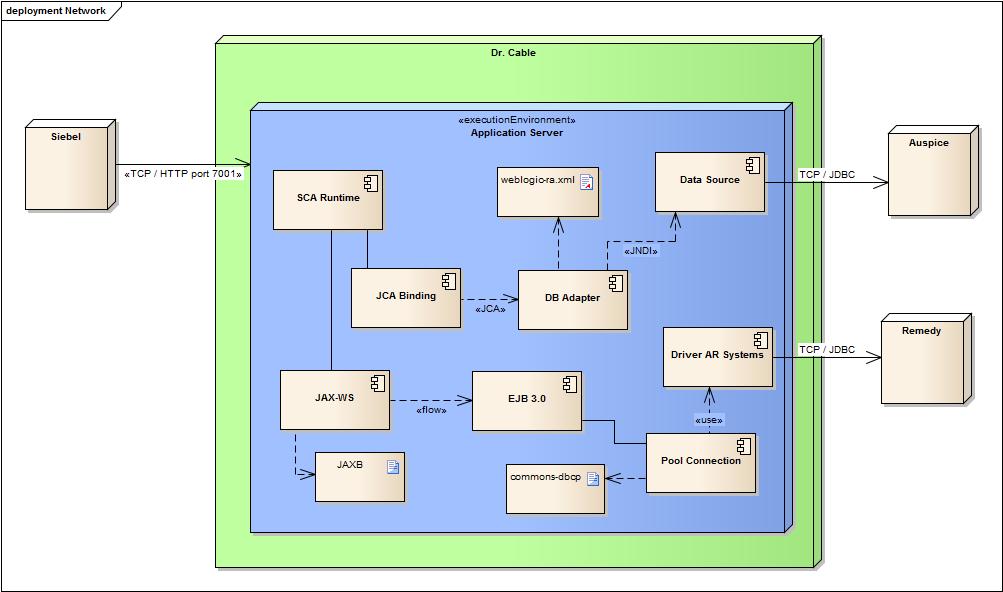 deployment Network
Dr. Cable
«executionEnvironment»
Application Server
Siebel
«TCP / HTTP port 7001»
SCA Runtime
weblogic-ra.xml
Data Source
TCP / JDBC
Auspice
«JNDI»
JCA Binding
«JCA»
DB Adapter
Driver AR Systems
TCP / JDBC
Remedy
JAX-WS
«flow»
EJB 3.0
«use»
JAXB
commons-dbcp
Pool Connection